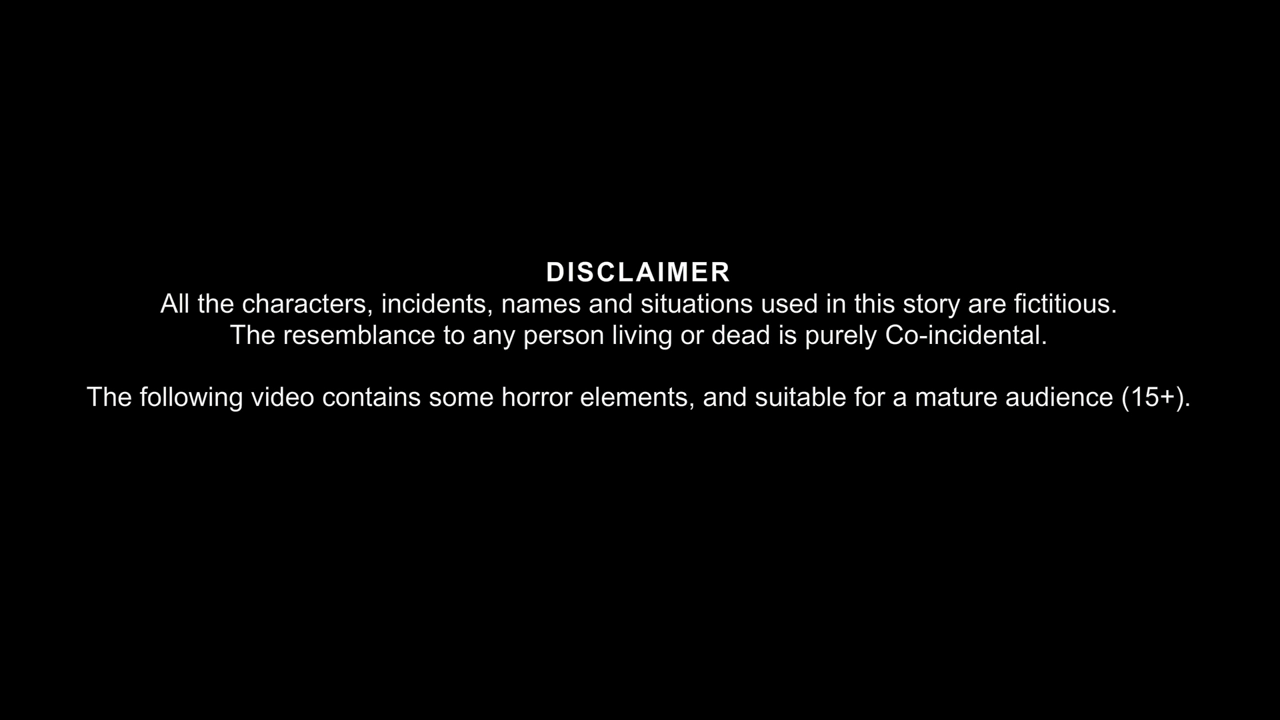 DISCLAIMER
All the characters, incidents, names and situations used in this story are fictitious.
The resemblance to any person living or dead is purely Co-incidental.
The following video contains some horror elements, and suitable for a mature audience (15+).